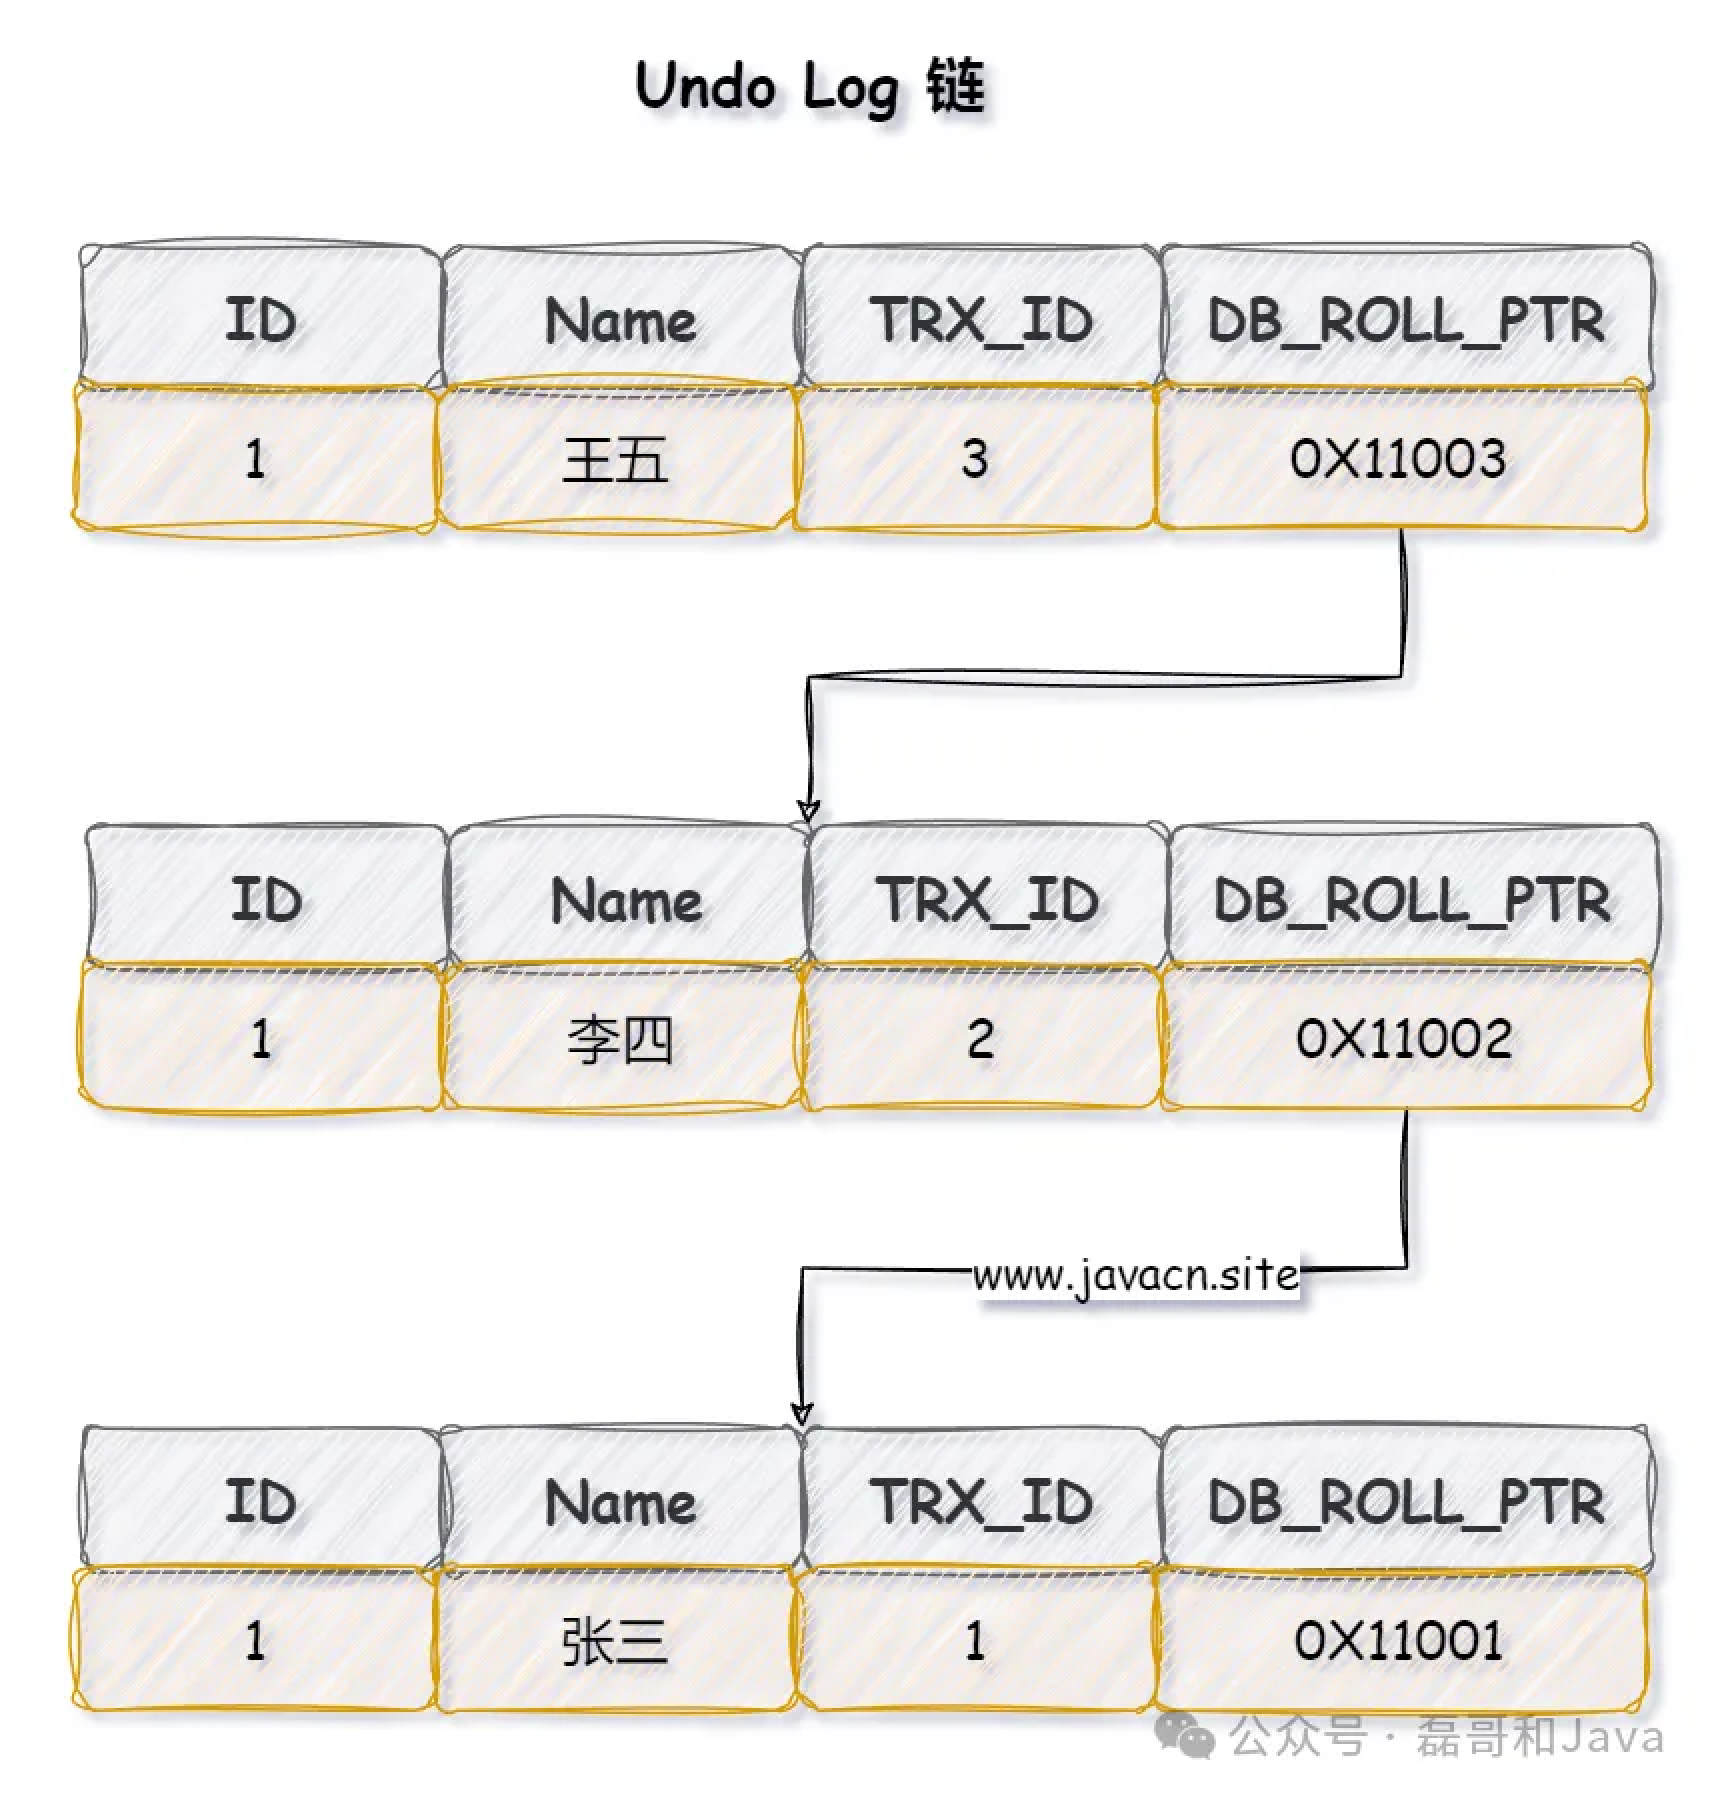 Undo Log 链
ID Name TRX_ID DB_ROLL_PTR
1 王五 3 0X11003
ID Name TRX_ID DB_ROLL_PTR
1 李四 2 0X11002
www.javacn.site
ID Name TRX_ID DB_ROLL_PTR
1 张三 1 0X11001
公众号 · 磊哥和Java